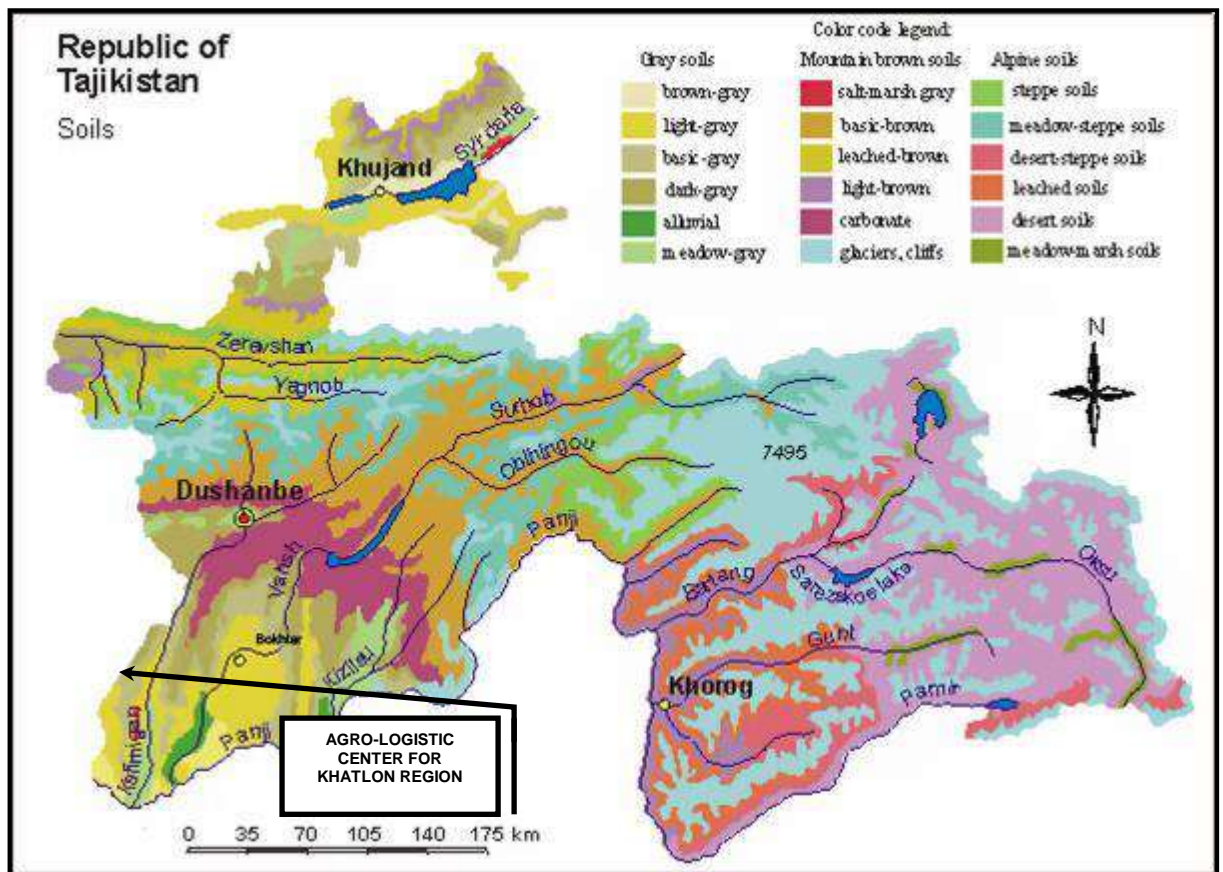 Republic of
Tajikistan
Soils
Color code legend:
Gray soils
brown-gray
light-gray
basic-gray
dark-gray
alluvial
meadow-gray
Mountain brown soils
salt-marsh gray
basic-brown
leached-brown
light-brown
carbonate
glaciers, cliffs
Alpine soils
steppe soils
meadow-steppe soils
desert-steppe soils
leached soils
desert soils
meadow-marsh soils
Khujand
Syrdaria
N
Zeravshan
Yagnob
Surhob
Obihingou
7495
Dushanbe
Panji
Vahsh
Bartang
Sarezskoe lake
Oksu
Bokhtar
Kizilsu
Gunt
Khorog
Pamir
Kafirnigan
Panji
AGRO-LOGISTIC
CENTER FOR
KHATLON REGION
0 35 70 105 140 175 km